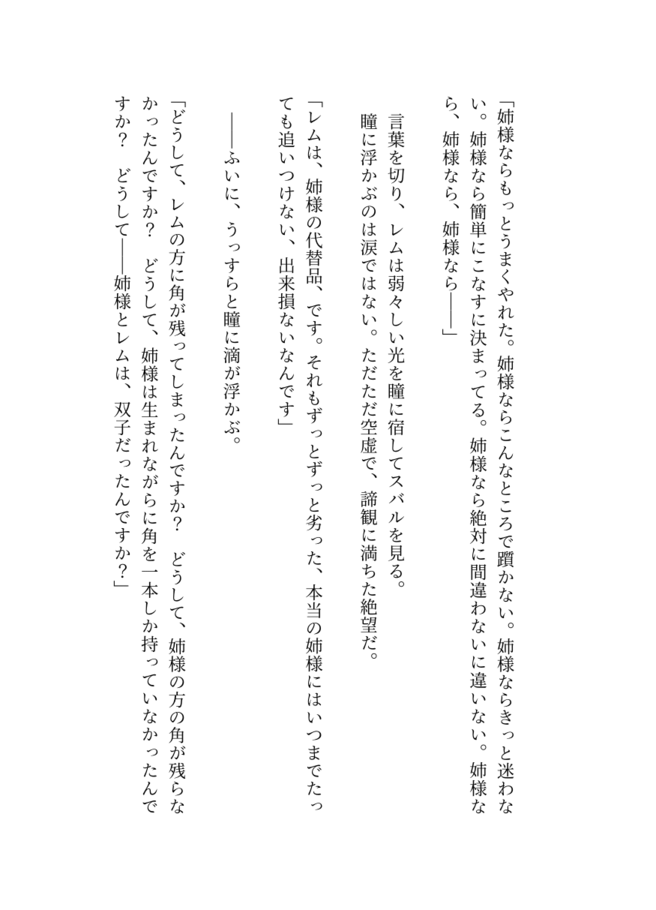 「姉様ならもっとうまくやれた。姉様ならこんなところで躓かない。姉様ならきっと迷わな
い。姉様なら簡単にこなすに決まってる。姉様なら絶対に間違わないに違いない。姉様な
ら、姉様なら、姉様なら――」
言葉を切り、レムは弱々しい光を瞳に宿してスバルを見る。
瞳に浮かぶのは涙ではない。ただただ空虚で、諦観に満ちた絶望だ。
「レムは、姉様の代替品、です。それもずっとずっと劣った、本当の姉様にはいつまでたっ
ても追いつけない、出来損ないなんです」
――ふいに、うっすらと瞳に滴が浮かぶ。
「どうして、レムの方に角が残ってしまったんですか？　どうして、姉様の方の角が残らな
かったんですか？　どうして、姉様は生まれながらに角を一本しか持っていなかったんで
すか？　どうして――姉様とレムは、双子だったんですか？」